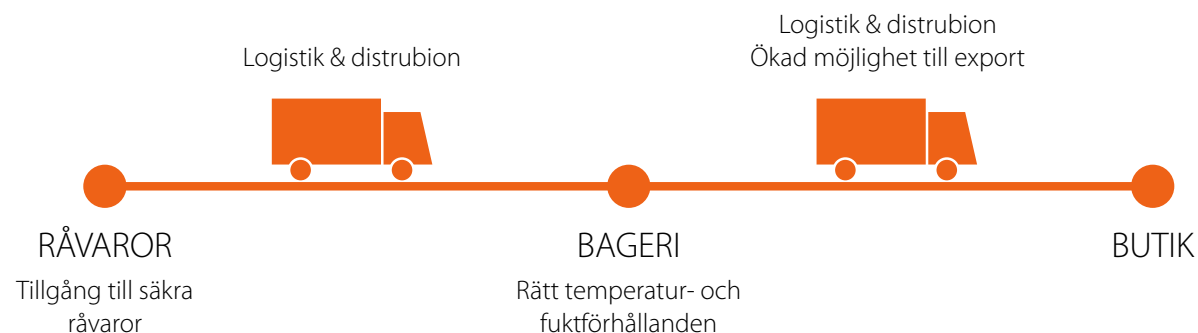 Logistik & distrubion
Logistik & distrubion
Ökad möjlighet till export
RÅVAROR
Tillgång till säkra
råvaror
BAGERI
Rätt temperatur- och
fuktförhållanden
BUTIK